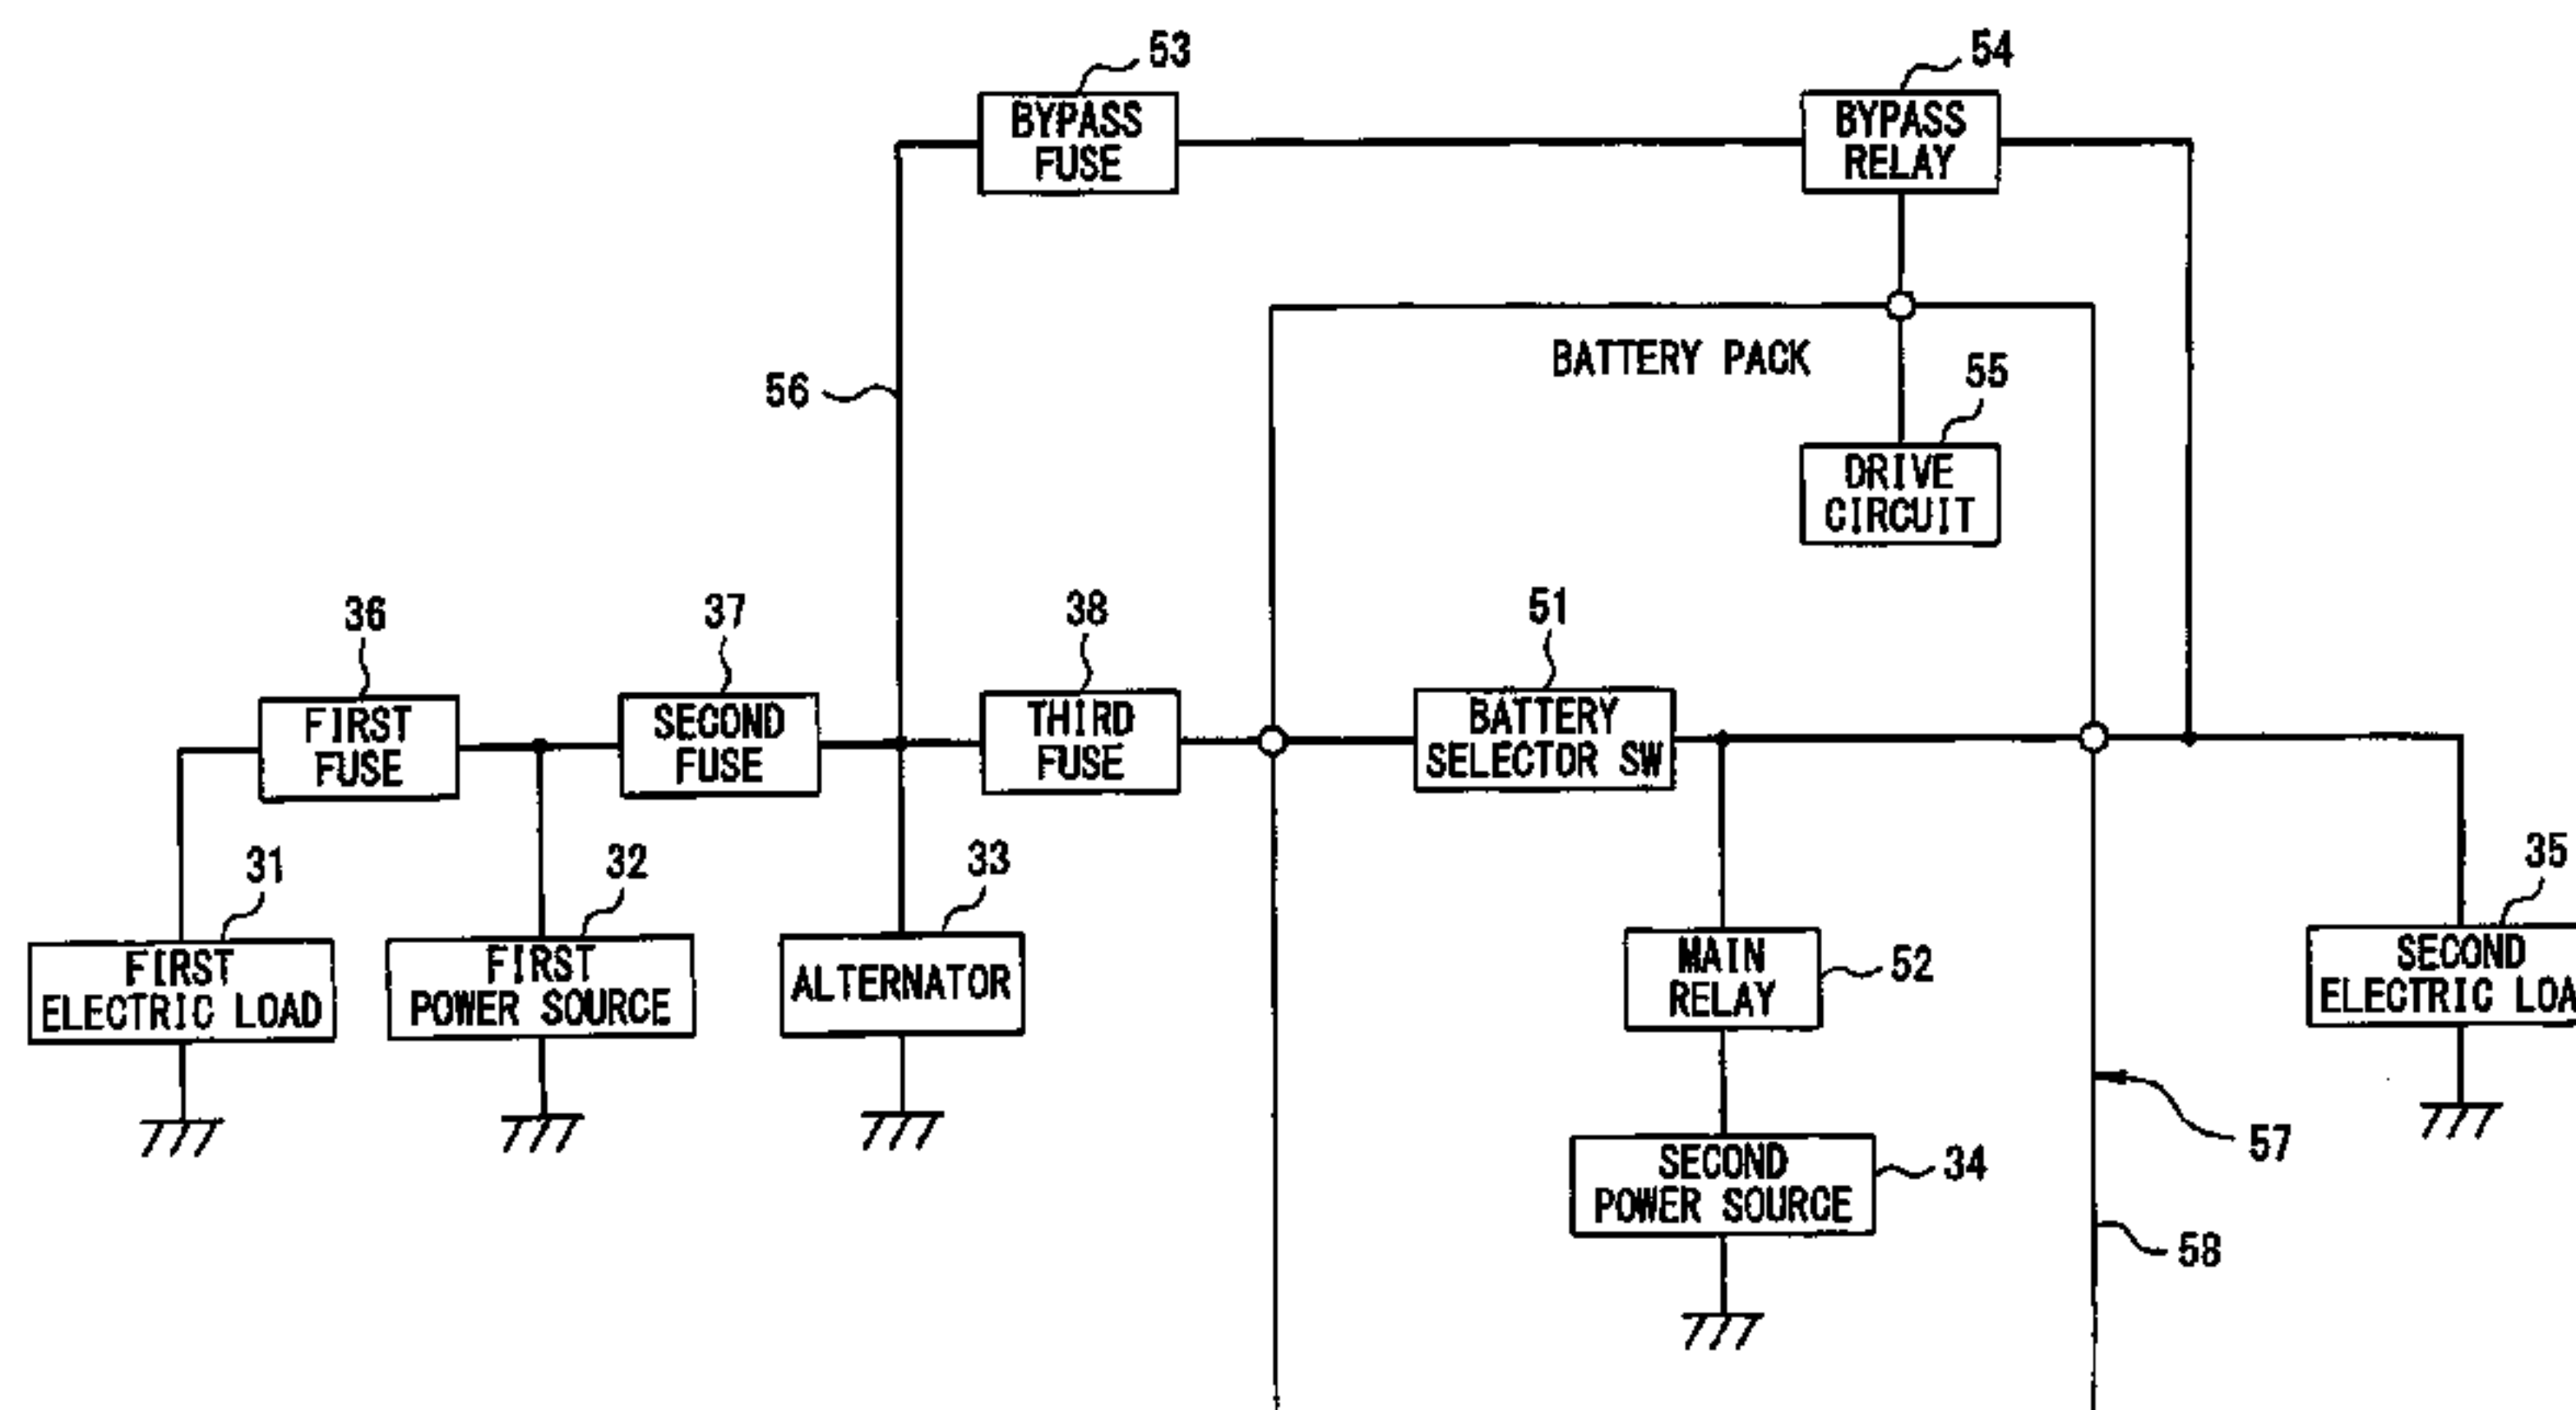 53
54
BYPASS
FUSE
BYPASS
RELAY
BATTERY PACK
56
55
DRIVE
CIRCUIT
36
37
38
51
FIRST
FUSE
SECOND
FUSE
THIRD
FUSE
BATTERY
SELECTOR SW
31
32
33
35
FIRST
ELECTRIC LOAD
FIRST
POWER SOURCE
ALTERNATOR
MAIN
RELAY
52
SECOND
ELECTRIC LOA
57
SECOND
POWER SOURCE
34
58